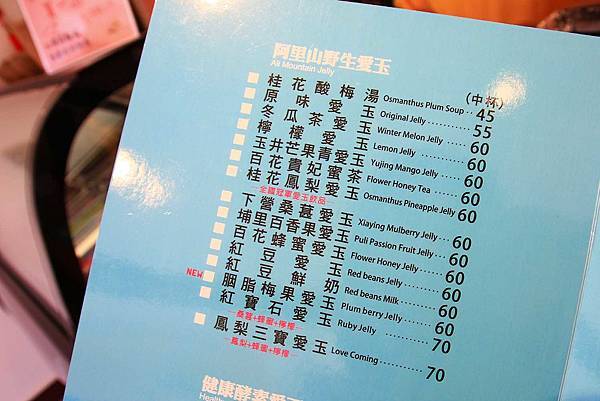 阿里山野生愛玉
Ali Mountain Jelly
(中杯)
桂花酸梅湯 Osmanthus Plum Soup 45
原味愛玉 Original Jelly 55
冬瓜茶愛玉 Winter Melon Jelly 60
檸檬愛玉 Lemon Jelly 60
玉井芒果青愛玉 Yujing Mango Jelly 60
百花貴妃蜜茶 Flower Honey Tea 60
桂花鳳梨愛玉 Osmanthus Pineapple Jelly 60
全國冠軍愛玉飲品
下營桑葚愛玉 Xiaying Mulberry Jelly 60
埔里百香果愛玉 Puli Passion Fruit Jelly 60
百花蜂蜜愛玉 Flower Honey Jelly 60
紅豆愛玉 Red beans Jelly 60
紅豆鮮奶 Red beans Milk 60
NEW 胭脂梅果愛玉 Plum berry Jelly 60
紅寶石愛玉 Ruby Jelly 70
桑葚+蜂蜜+檸檬
鳳梨三寶愛玉 Love Coming 70
鳳梨+蜂蜜+檸檬
健康酵素愛玉